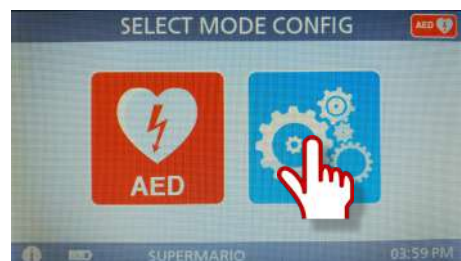 SELECT MODE CONFIG
AED
AED
SUPERMARIO
03:59 PM